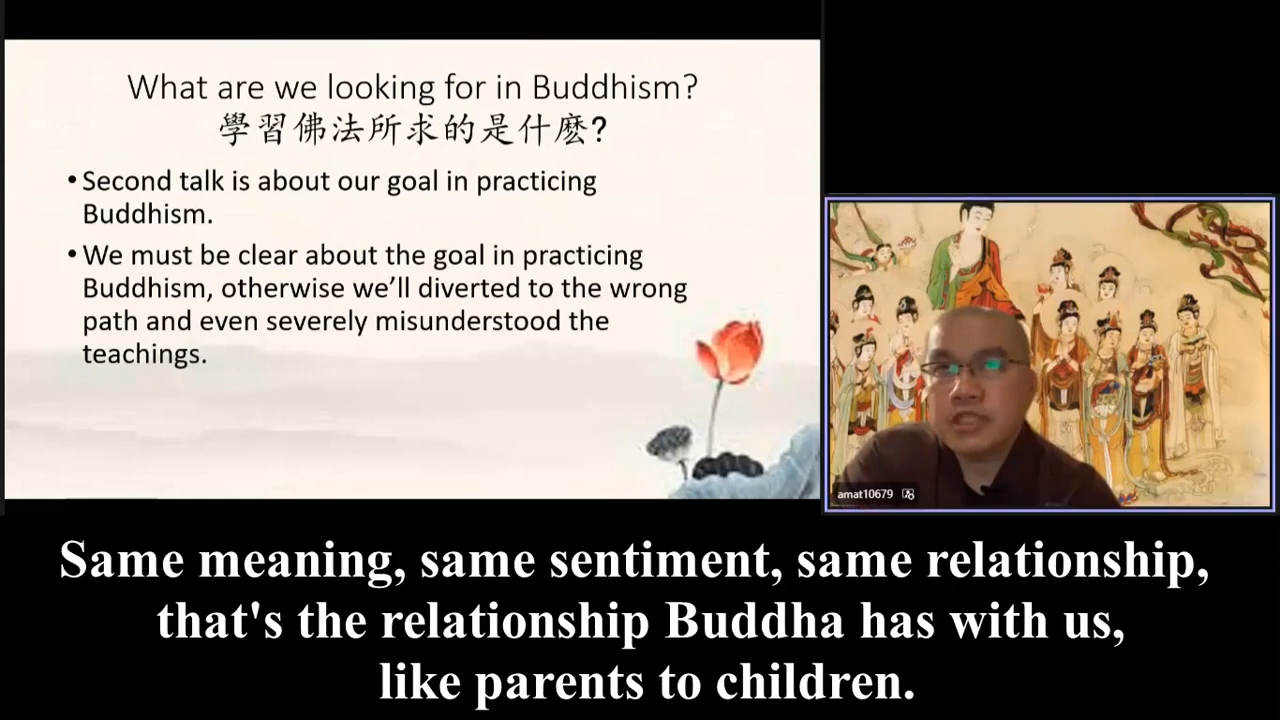 What are we looking for in Buddhism?
學習佛法所求的是什麼?
• Second talk is about our goal in practicing
Buddhism.
• We must be clear about the goal in practicing
Buddhism, otherwise we’ll diverted to the wrong
path and even severely misunderstood the
teachings.
amat10679
Same meaning, same sentiment, same relationship,
that's the relationship Buddha has with us,
like parents to children.